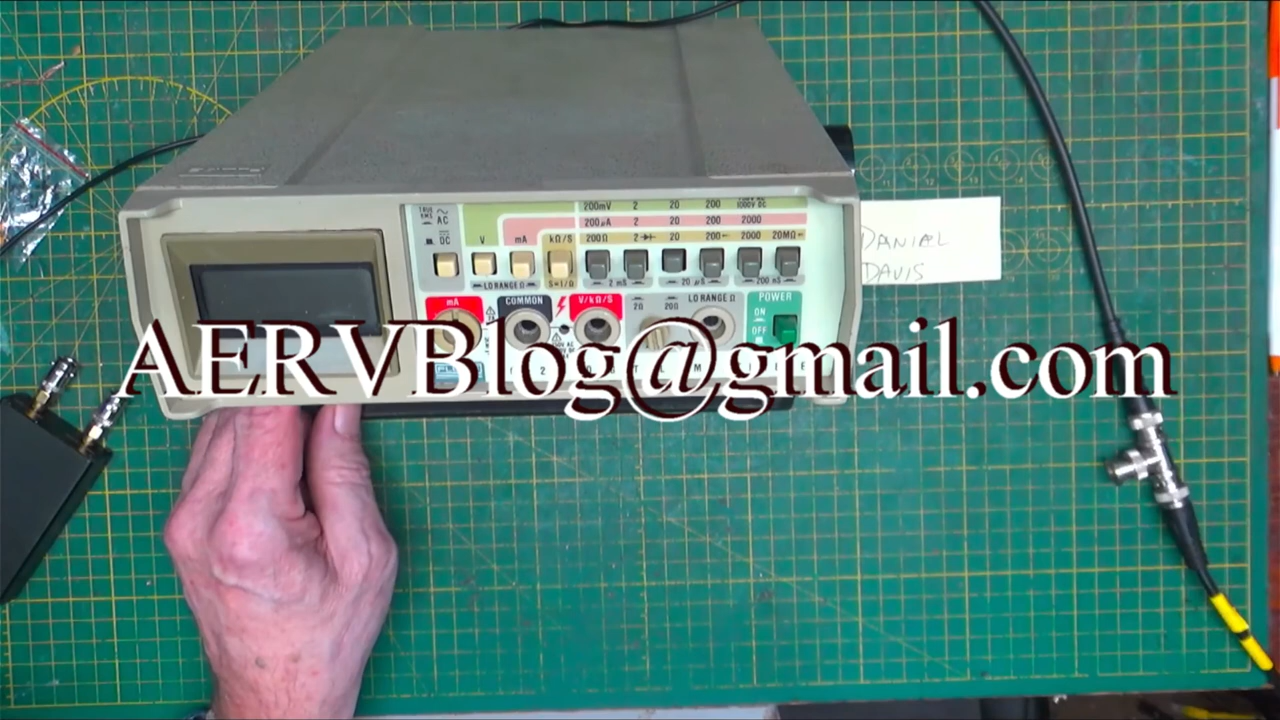 TRUE RMS AC
DC
V
mA
kΩ/S
200mV 2 20 200 1000V DC
200µA 2 20 200 2000
200Ω 2 20 200 2000 20MΩ
LO RANGE Ω
S=1/Ω
2 mS
20 µS
200 nS
mA
COMMON
V/kΩ/S
2Ω
20Ω
LO RANGE Ω
POWER
ON
OFF
DANIEL
DAVIS
AERVBlog@gmail.com